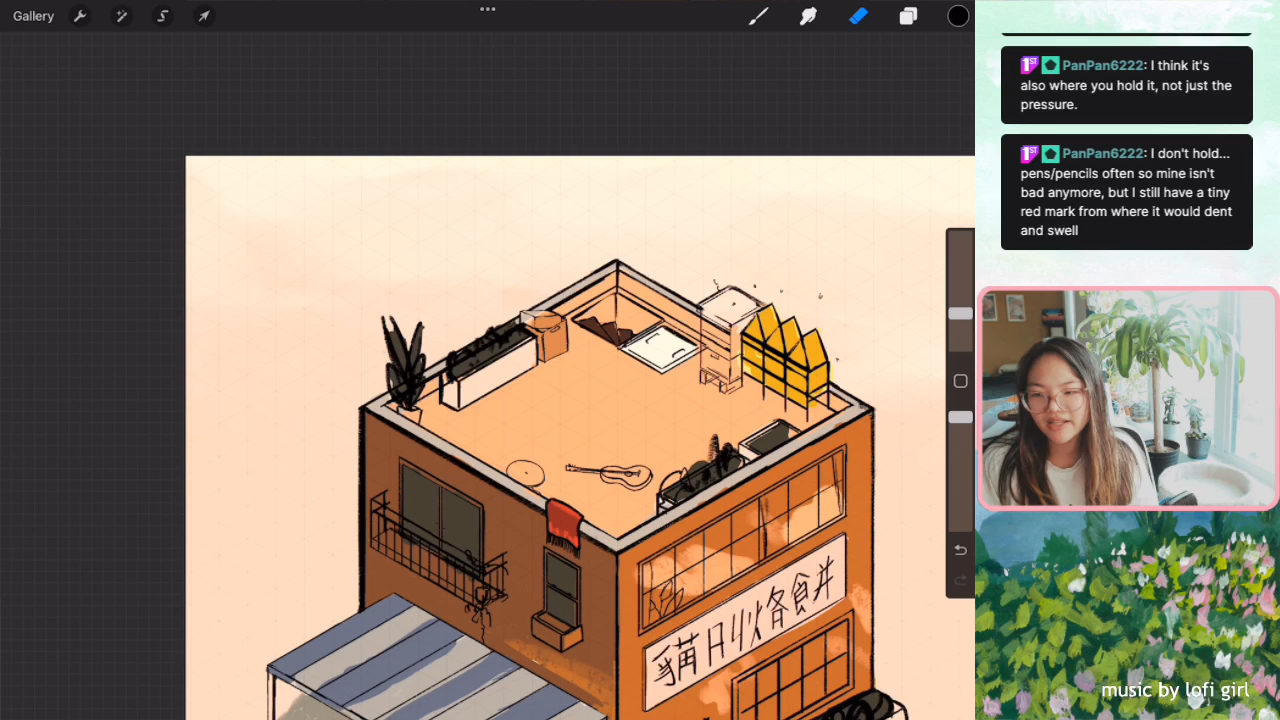 Gallery
1ST PanPan6222: I think it's
also where you hold it, not just the
pressure.
1ST PanPan6222: I don't hold...
pens/pencils often so mine isn't
bad anymore, but I still have a tiny
red mark from where it would dent
and swell
music by lofi girl